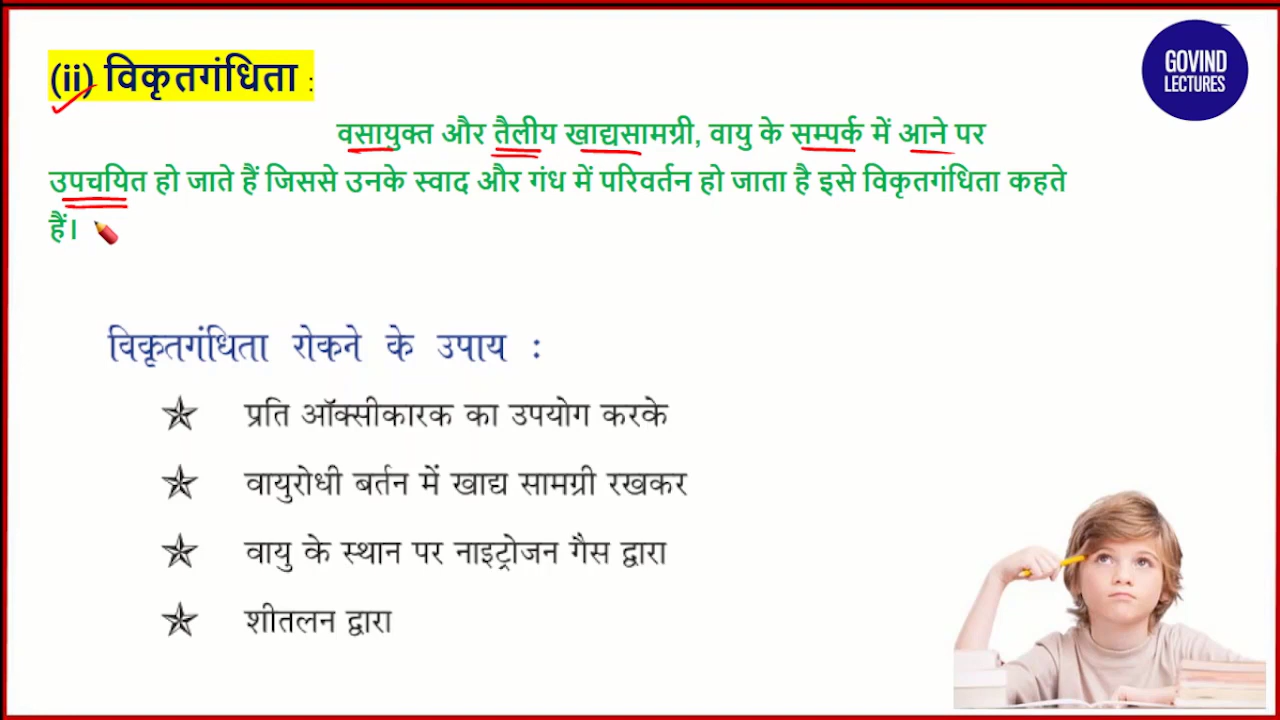 (ii) विकृतगंधिता :
GOVIND
LECTURES
वसायुक्त और तैलीय खाद्यसामग्री, वायु के सम्पर्क में आने पर
उपचयित हो जाते हैं जिससे उनके स्वाद और गंध में परिवर्तन हो जाता है इसे विकृतगंधिता कहते
हैं।
विकृतगंधिता रोकने के उपाय :
प्रति ऑक्सीकारक का उपयोग करके
वायुरोधी बर्तन में खाद्य सामग्री रखकर
वायु के स्थान पर नाइट्रोजन गैस द्वारा
शीतलन द्वारा